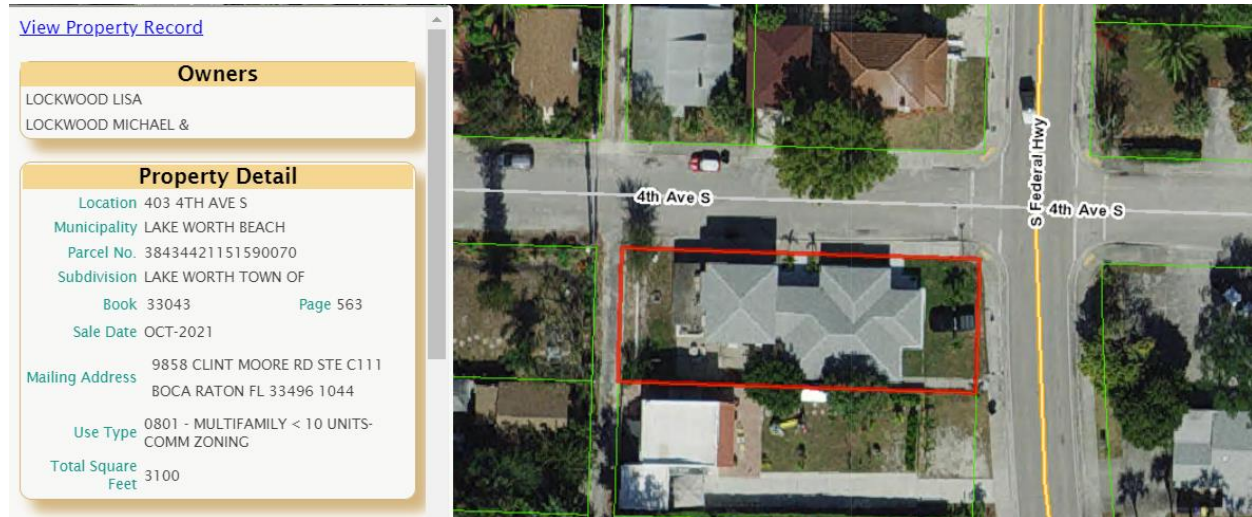 View Property Record
Owners
LOCKWOOD LISA
LOCKWOOD MICHAEL &
Property Detail
Location 403 4TH AVE S
Municipality LAKE WORTH BEACH
Parcel No. 38434421151590070
Subdivision LAKE WORTH TOWN OF
Book 33043 Page 563
Sale Date OCT-2021
Mailing Address 9858 CLINT MOORE RD STE C111
BOCA RATON FL 33496 1044
Use Type 0801 - MULTIFAMILY < 10 UNITS-
COMM ZONING
Total Square
Feet 3100
4th Ave S
S Federal Hwy
4th Ave S